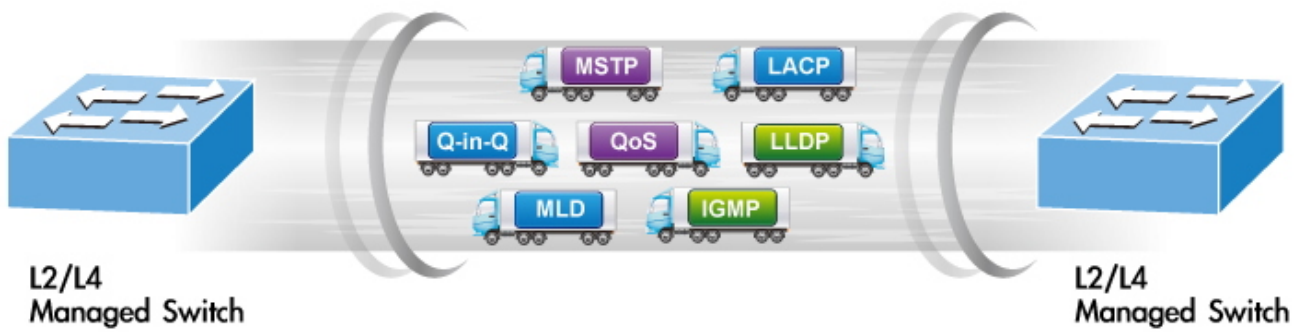 MSTP
LACP
Q-in-Q
QoS
LLDP
MLD
IGMP
L2/L4
Managed Switch
L2/L4
Managed Switch